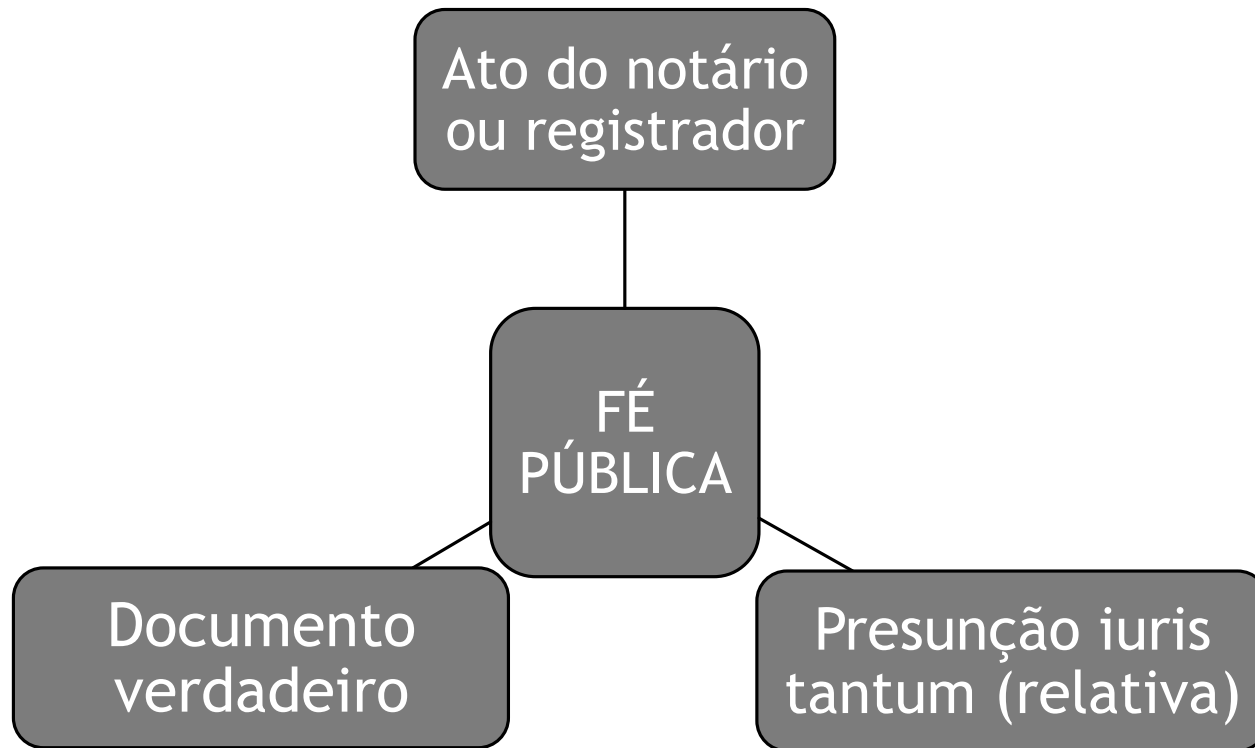 Ato do notário
ou registrador
FÉ
PÚBLICA
Documento
verdadeiro
Presunção iuris
tantum (relativa)